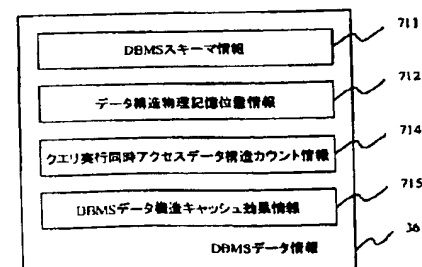 711
DBMSスキーマ情報
712
データ構造物理記憶位置情報
714
クエリ実行同時アクセスデータ構造カウント情報
715
DBMSデータ構造キャッシュ効果情報
DBMSデータ情報
36